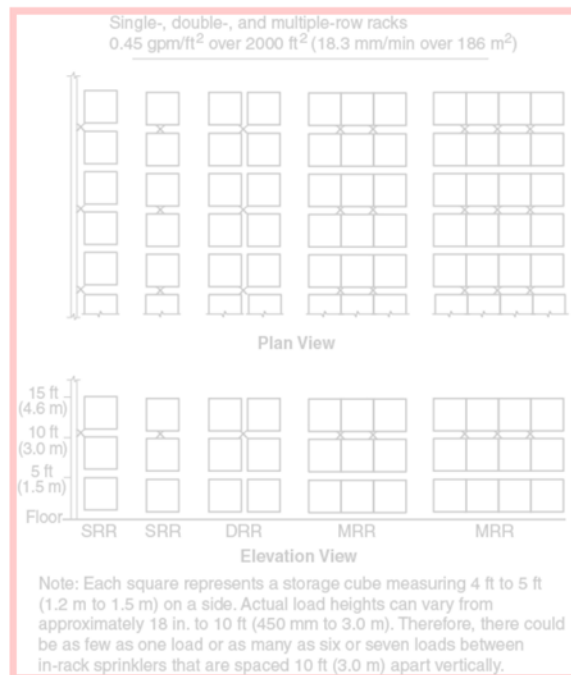 Single-, double-, and multiple-row racks
0.45 gpm/ft² over 2000 ft² (18.3 mm/min over 186 m²)
Plan View
15 ft
(4.6 m)
10 ft
(3.0 m)
5 ft
(1.5 m)
Floor
SRR SRR DRR MRR MRR
Elevation View
Note: Each square represents a storage cube measuring 4 ft to 5 ft
(1.2 m to 1.5 m) on a side. Actual load heights can vary from
approximately 18 in. to 10 ft (450 mm to 3.0 m). Therefore, there could
be as few as one load or as many as six or seven loads between
in-rack sprinklers that are spaced 10 ft (3.0 m) apart vertically.